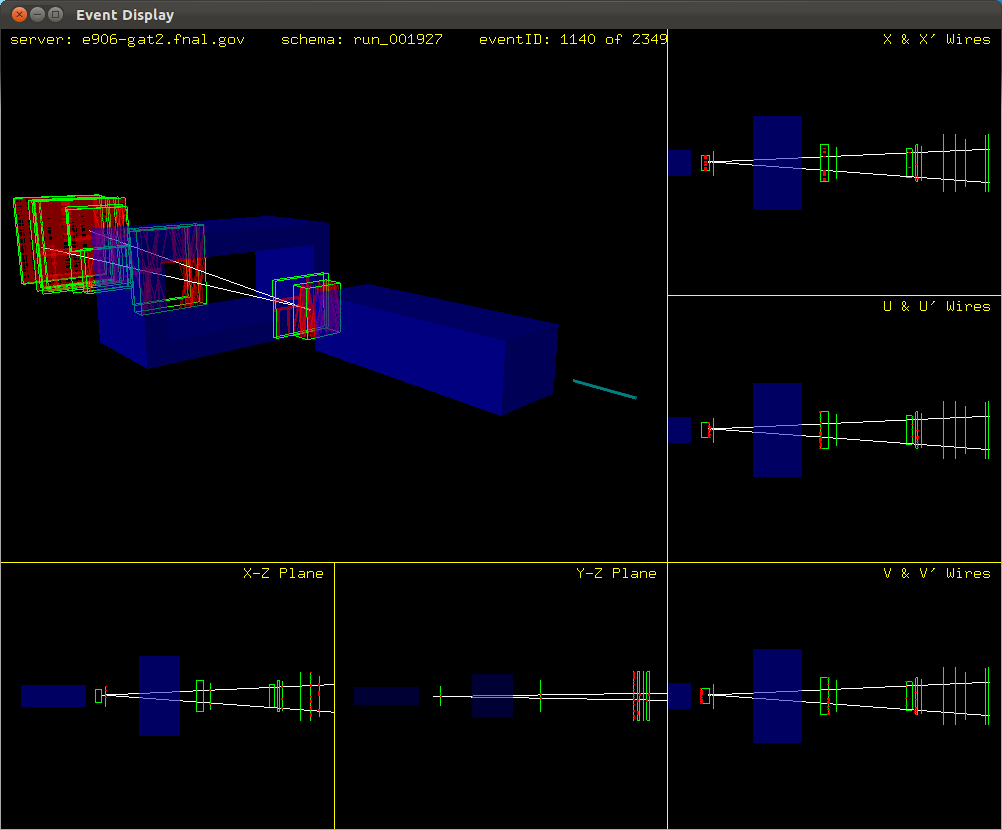 Event Display
server: e906-gat2.fnal.gov schema: run_001927 eventID: 1140 of 2349
X & X' Wires
U & U' Wires
X-Z Plane
Y-Z Plane
V & V' Wires